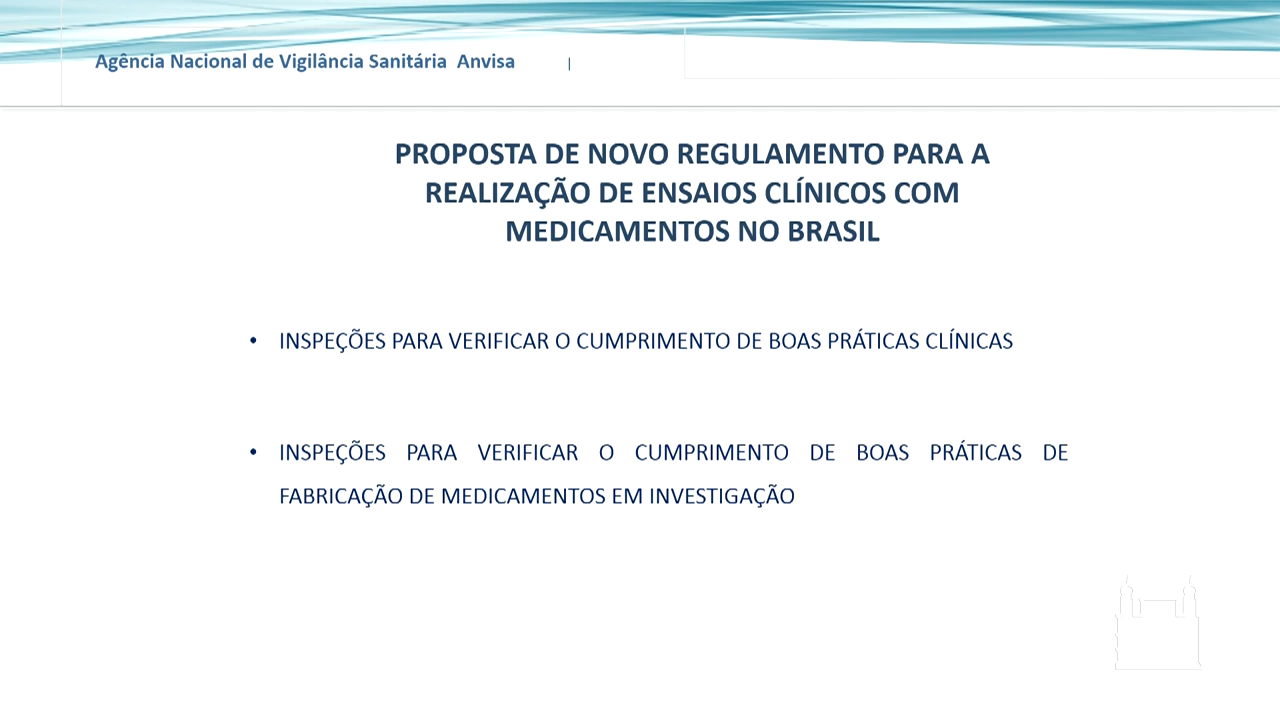 Agência Nacional de Vigilância Sanitária Anvisa |
PROPOSTA DE NOVO REGULAMENTO PARA A
REALIZAÇÃO DE ENSAIOS CLÍNICOS COM
MEDICAMENTOS NO BRASIL
• INSPEÇÕES PARA VERIFICAR O CUMPRIMENTO DE BOAS PRÁTICAS CLÍNICAS
• INSPEÇÕES PARA VERIFICAR O CUMPRIMENTO DE BOAS PRÁTICAS DE
FABRICAÇÃO DE MEDICAMENTOS EM INVESTIGAÇÃO